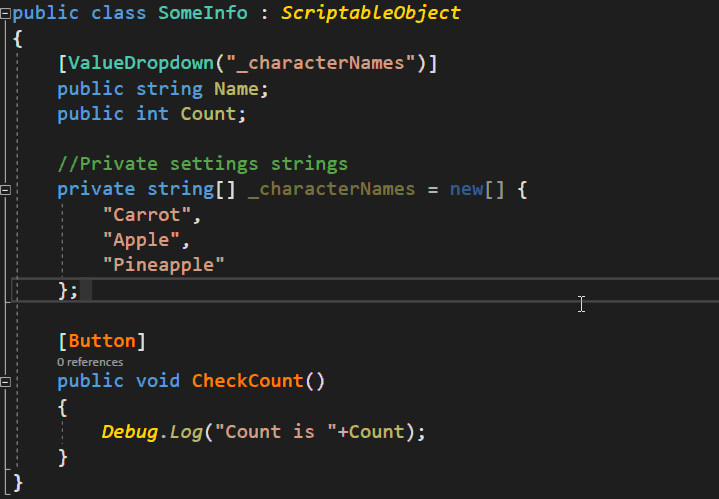 public class SomeInfo : ScriptableObject
{
[ValueDropdown("_characterNames")]
public string Name;
public int Count;
//Private settings strings
private string[] _characterNames = new[] {
"Carrot",
"Apple",
"Pineapple"
};
[Button]
0 references
public void CheckCount()
{
Debug.Log("Count is "+Count);
}
}